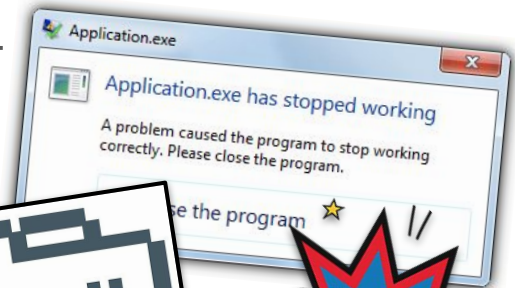 Application.exe
Application.exe has stopped working
A problem caused the program to stop working
correctly. Please close the program.
the program